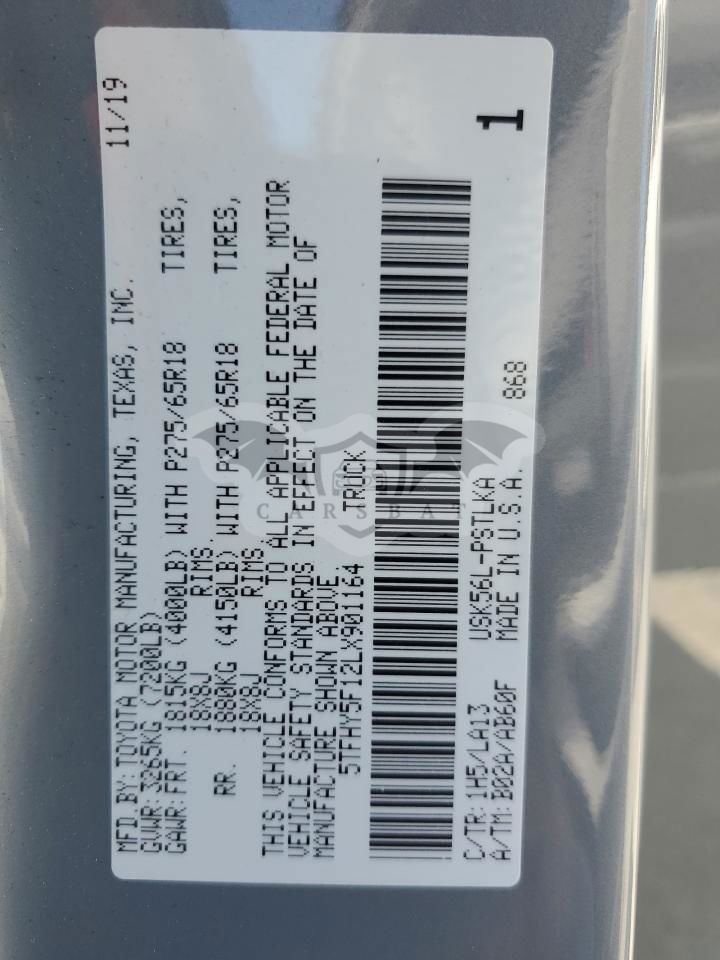 MFD.BY:TOYOTA MOTOR MANUFACTURING, TEXAS, INC. 11/19
GVWR:3265KG(7200LB)
GAWR:FRT. 1815KG (4000LB) WITH P275/65R18 TIRES,
18X8J RIMS
RR. 1880KG (4150LB) WITH P275/65R18 TIRES,
18X8J RIMS,
THIS VEHICLE CONFORMS TO ALL APPLICABLE FEDERAL MOTOR
VEHICLE SAFETY STANDARDS IN EFFECT ON THE DATE OF
MANUFACTURE SHOWN ABOVE.
5TFHY5F12LX901164 TRUCK
1
C/TR: 1H5/LA13 USK56L-PSTLKA 868
A/TM: B02A/AB60F MADE IN U.S.A.
CARSBAT